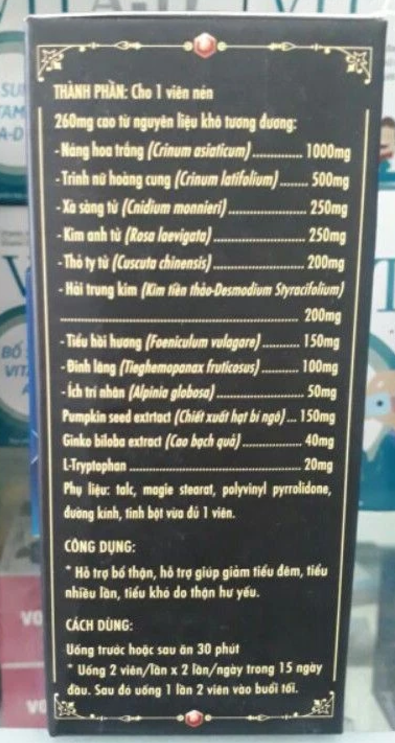 THÀNH PHẦN: Cho 1 viên nén
260mg cao từ nguyên liệu khô tương đương:
- Náng hoa trắng (Crinum asiaticum) ............ 1000mg
- Trinh nữ hoàng cung (Crinum latifolium) ....... 500mg
- Xà sàng tử (Cnidium monnieri) .................... 250mg
- Kim anh tử (Rosa laevigata) ........................ 250mg
- Thỏ ty tử (Cuscuta chinensis) ....................... 200mg
- Hải trung kim (Kim tiền thảo-Desmodium Styracifolium)
.................................................................. 200mg
- Tiểu hồi hương (Foeniculum vulagare) ......... 150mg
- Đinh lăng (Tieghemopanax fruticosus) .......... 100mg
- Ích trí nhân (Alpinia globosa) ....................... 50mg
Pumpkin seed extrtact (Chiết xuất hạt bí ngô) ... 150mg
Ginko biloba extract (Cao bạch quả) ................ 40mg
L-Tryptophan ............................................... 20mg
Phụ liệu: talc, magie stearat, polyvinyl pyrrolidone,
đường kính, tinh bột vừa đủ 1 viên.
CÔNG DỤNG:
* Hỗ trợ bổ thận, hỗ trợ giúp giảm tiểu đêm, tiểu
nhiều lần, tiểu khó do thận hư yếu.
CÁCH DÙNG:
Uống trước hoặc sau ăn 30 phút
* Uống 2 viên/lần x 2 lần/ngày trong 15 ngày
đầu. Sau đó uống 1 lần 2 viên vào buổi tối.